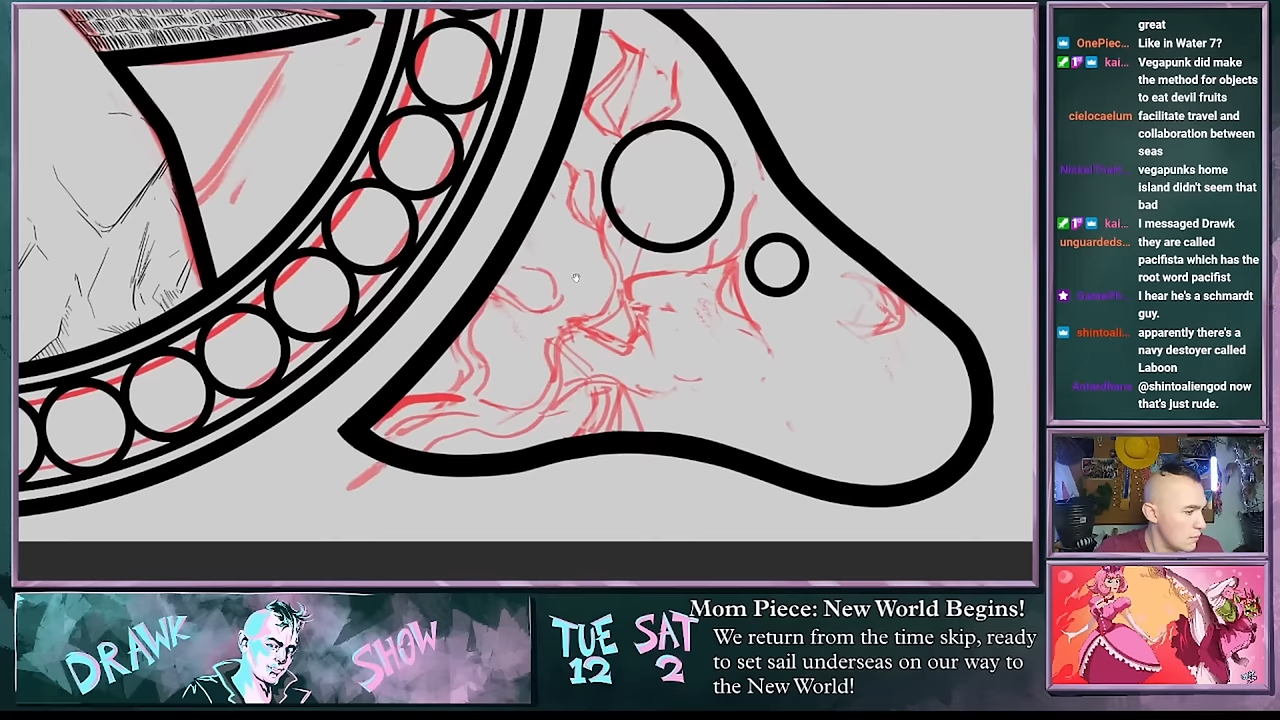 great
OnePiec... Like in Water 7?
kai... Vegapunk did make
the method for objects
to eat devil fruits
cielocaelum facilitate travel and
collaboration between
seas
vegapunks home
island didn't seem that
bad
kai... I messaged Drawk
unguardeds... they are called
pacifista which has the
root word pacifist
I hear he's a schmardt
guy.
shintoali... apparently there's a
navy destoyer called
Laboon
@shintoaliengod now
that's just rude.
DRAWK
SHOW
TUE SAT
12 2
Mom Piece: New World Begins!
We return from the time skip, ready
to set sail underseas on our way to
the New World!